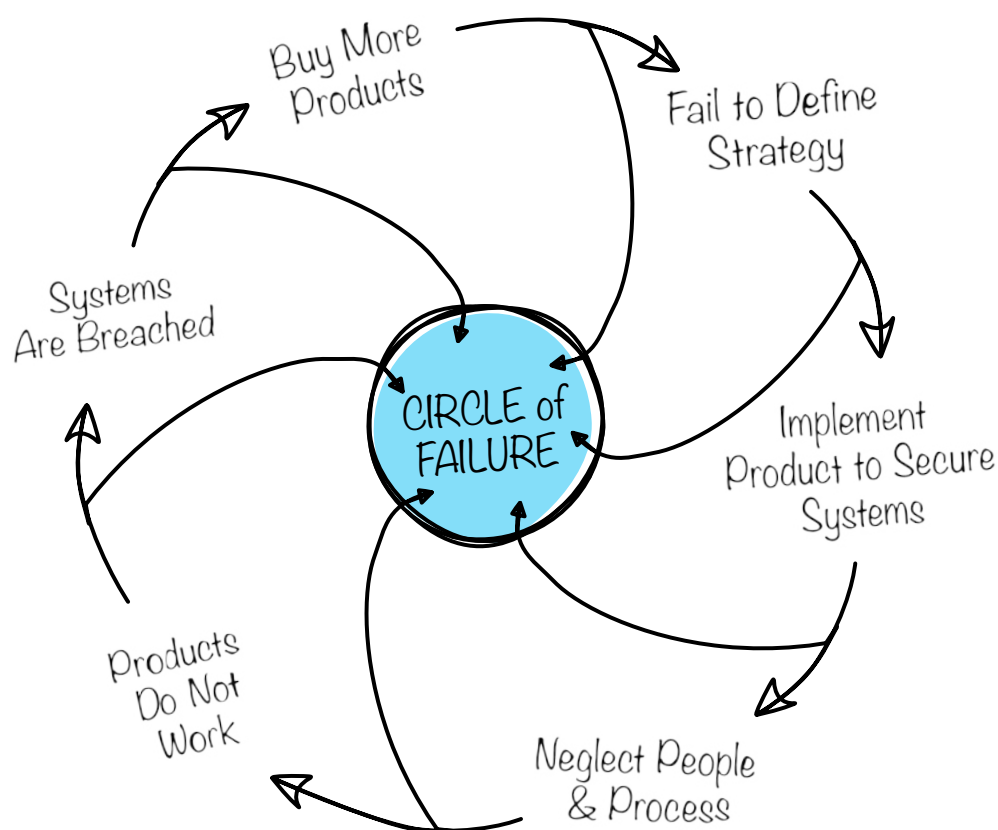 Buy More
Products
Fail to Define
Strategy
Implement
Product to Secure
Systems
Neglect People
& Process
Products
Do Not
Work
Systems
Are Breached
CIRCLE of
FAILURE